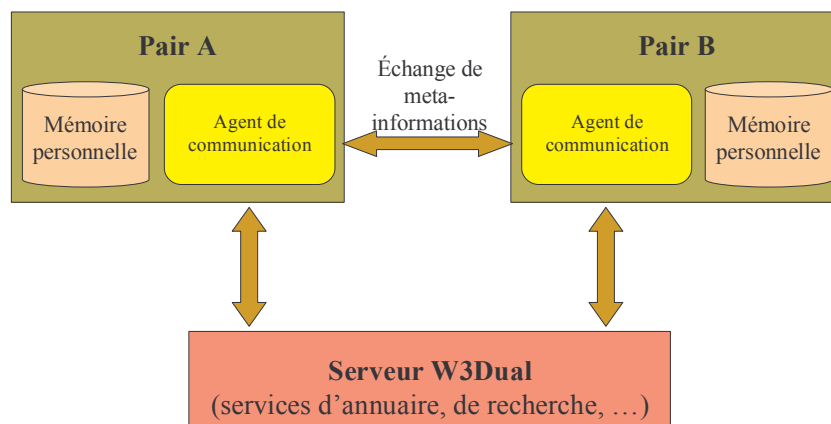 Pair A
Mémoire
personnelle
Agent de
communication
Échange de
meta-
informations
Pair B
Agent de
communication
Mémoire
personnelle
Serveur W3Dual
(services d’annuaire, de recherche, …)